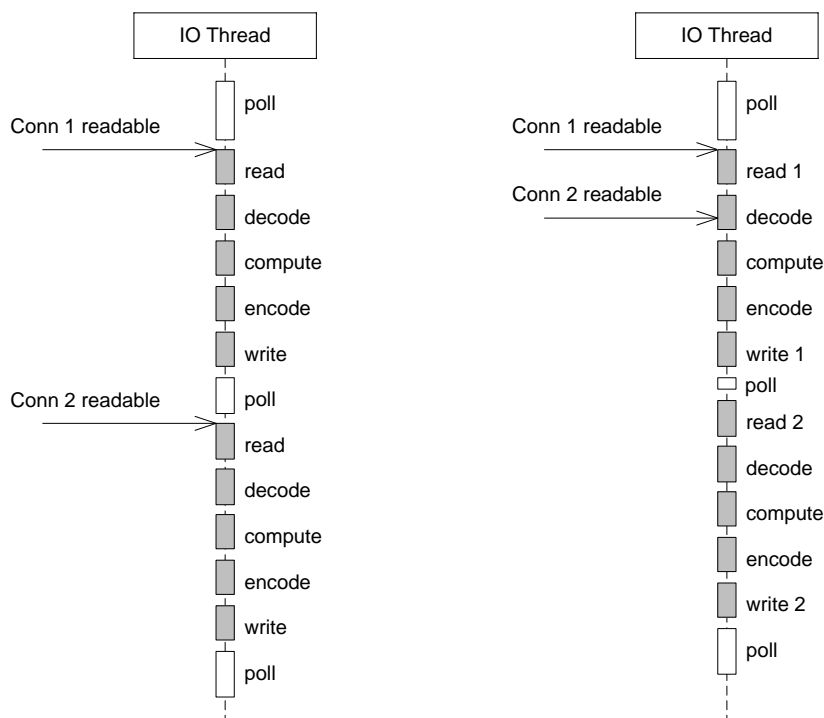 IO Thread
poll
Conn 1 readable
read
decode
compute
encode
write
poll
Conn 2 readable
read
decode
compute
encode
write
poll
IO Thread
poll
Conn 1 readable
read 1
Conn 2 readable
decode
compute
encode
write 1
poll
read 2
decode
compute
encode
write 2
poll